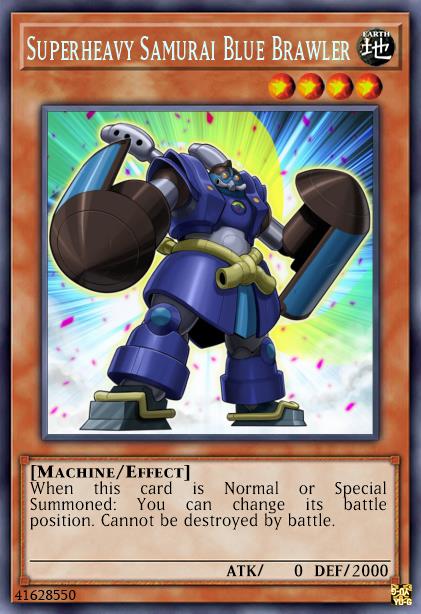 SUPERHEAVY SAMURAI BLUE BRAWLER
EARTH
地
[MACHINE/EFFECT]
When this card is Normal or Special
Summoned: You can change its battle
position. Cannot be destroyed by battle.
ATK/ 0 DEF/2000
41628550